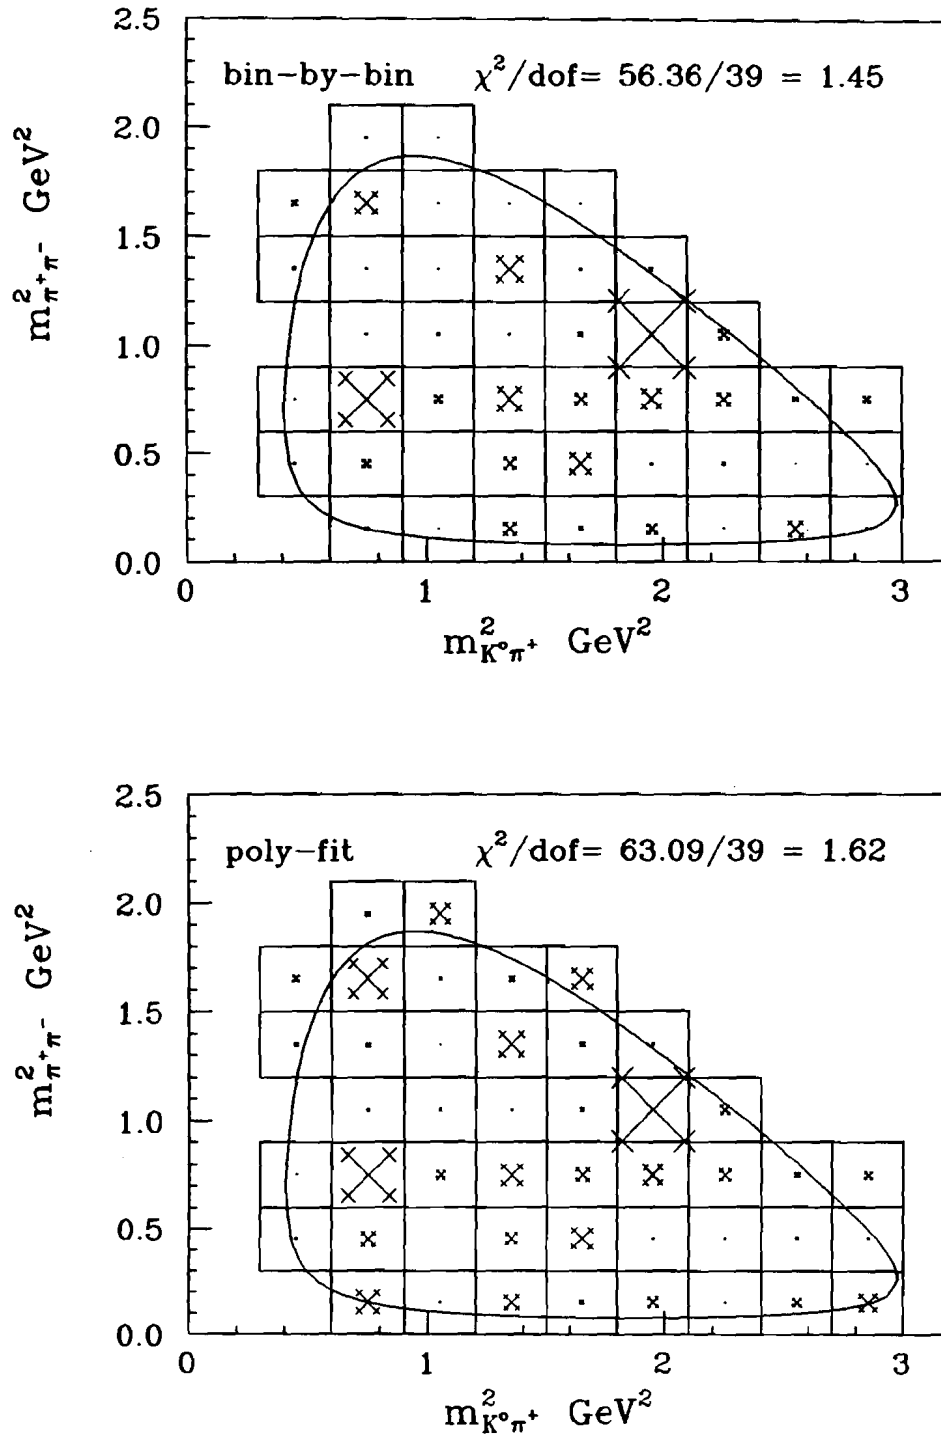 2.5
bin-by-bin χ²/dof= 56.36/39 = 1.45
2.0
1.5
1.0
0.5
0.0
m²π⁺π⁻ GeV²
0 1 2 3
m²K⁰π⁺ GeV²
2.5
poly-fit χ²/dof= 63.09/39 = 1.62
2.0
1.5
1.0
0.5
0.0
m²π⁺π⁻ GeV²
0 1 2 3
m²K⁰π⁺ GeV²